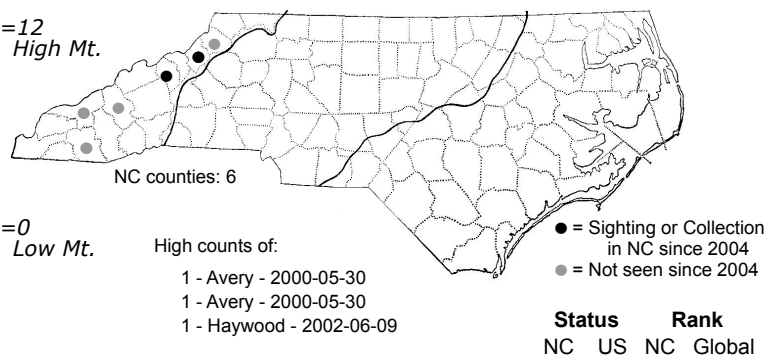 =12
High Mt.
NC counties: 6
=0
Low Mt.
High counts of:
1 - Avery - 2000-05-30
1 - Avery - 2000-05-30
1 - Haywood - 2002-06-09
= Sighting or Collection
in NC since 2004
= Not seen since 2004
Status Rank
NC US NC Global